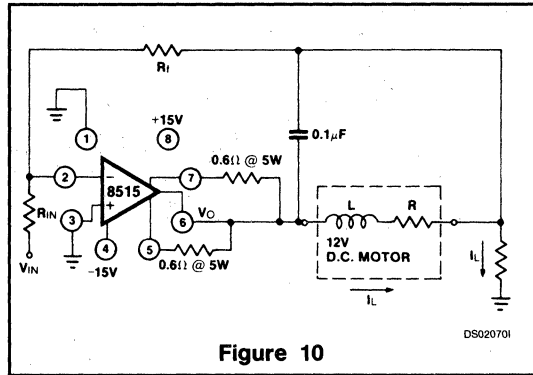 Rf
+15V
1
8
0.1μF
2
8515
7
0.6Ω @ 5W
−
+
RIN
3
6
VO
L
R
4
5
12V
D.C. MOTOR
VIN
−15V
0.6Ω @ 5W
IL
IL
DS02070I
Figure 10